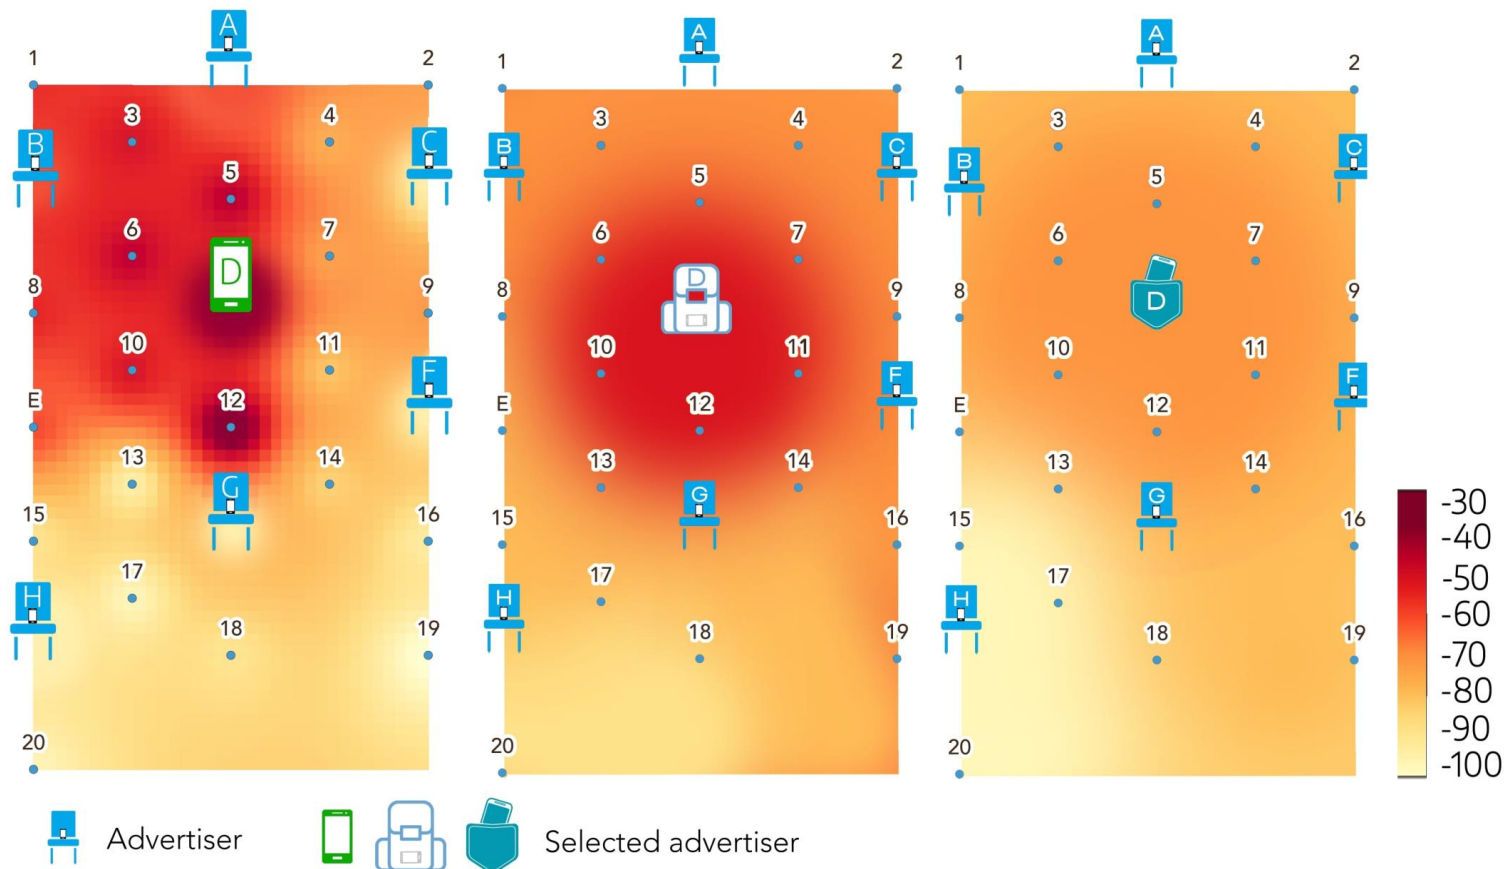 A
A
A
1
2
1
2
1
2
3
4
3
4
3
4
B
C
B
C
B
C
5
5
5
6
7
6
7
6
7
D
D
D
8
9
8
9
8
9
10
11
10
11
10
11
E
12
F
E
12
F
E
12
F
13
14
13
14
13
14
G
G
G
15
16
15
16
15
16
17
17
17
H
H
H
18
19
18
19
18
19
20
20
20
-30
-40
-50
-60
-70
-80
-90
-100
Advertiser
Selected advertiser